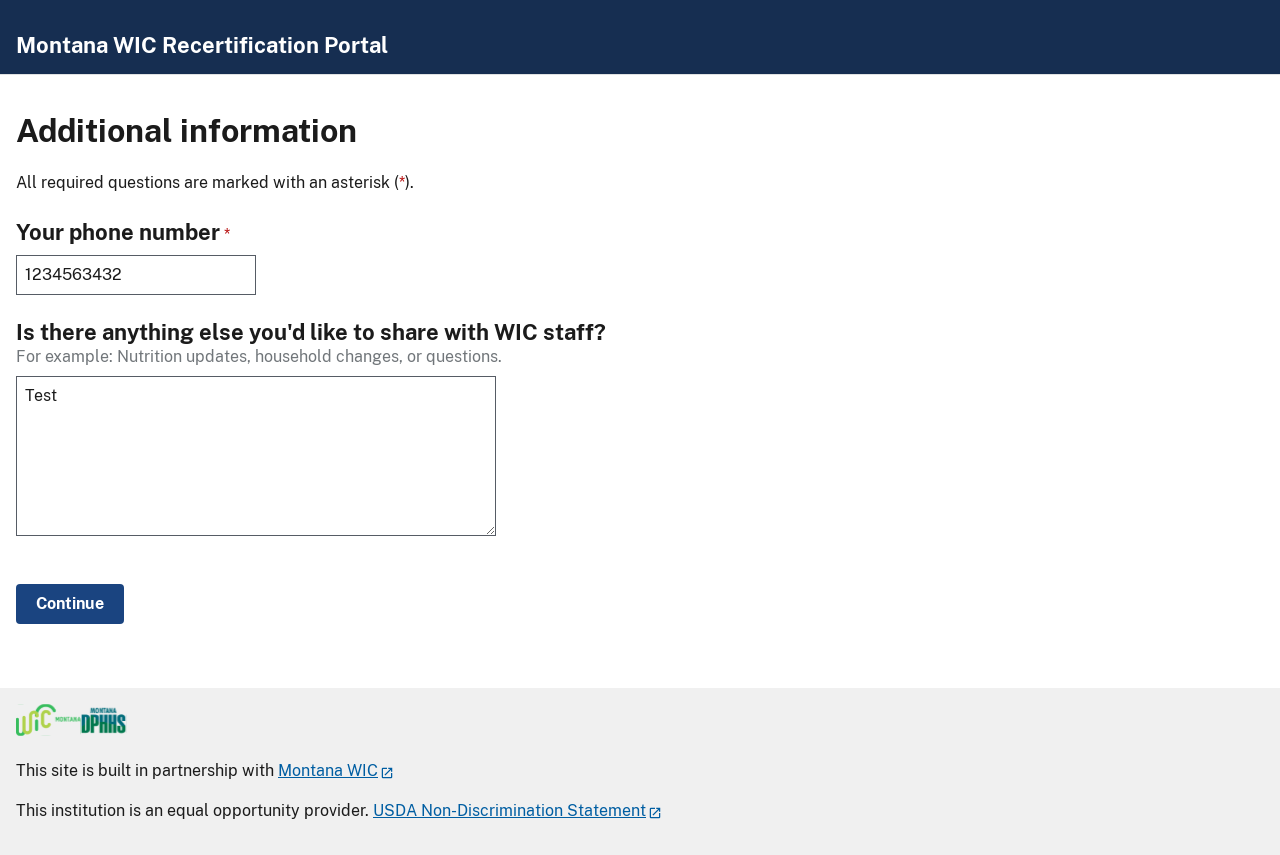 Montana WIC Recertification Portal
Additional information
All required questions are marked with an asterisk (*).
Your phone number *
1234563432
Is there anything else you'd like to share with WIC staff?
For example: Nutrition updates, household changes, or questions.
Test
Continue
WIC MONTANA MONTANA DPHHS
This site is built in partnership with Montana WIC
This institution is an equal opportunity provider. USDA Non-Discrimination Statement